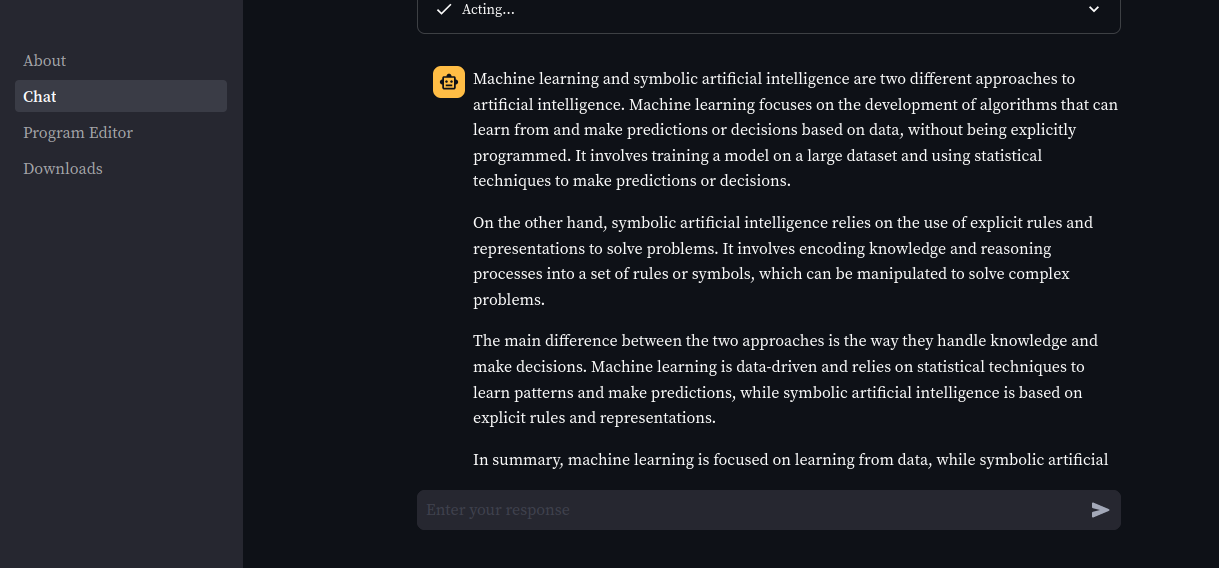 Acting...
About
Chat
Program Editor
Downloads
Machine learning and symbolic artificial intelligence are two different approaches to
artificial intelligence. Machine learning focuses on the development of algorithms that can
learn from and make predictions or decisions based on data, without being explicitly
programmed. It involves training a model on a large dataset and using statistical
techniques to make predictions or decisions.
On the other hand, symbolic artificial intelligence relies on the use of explicit rules and
representations to solve problems. It involves encoding knowledge and reasoning
processes into a set of rules or symbols, which can be manipulated to solve complex
problems.
The main difference between the two approaches is the way they handle knowledge and
make decisions. Machine learning is data-driven and relies on statistical techniques to
learn patterns and make predictions, while symbolic artificial intelligence is based on
explicit rules and representations.
In summary, machine learning is focused on learning from data, while symbolic artificial
Enter your response